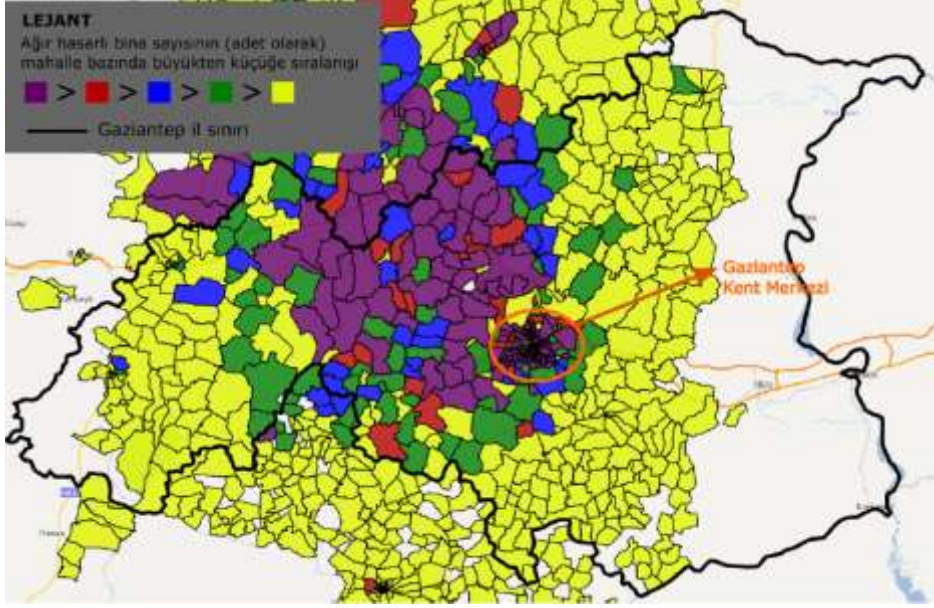 LEJANT
Ağır hasarlı bina sayısının (adet olarak)
mahalle bazında büyükten küçüğe sıralanışı
> > > >
Gaziantep il sınırı
Gaziantep
Kent Merkezi